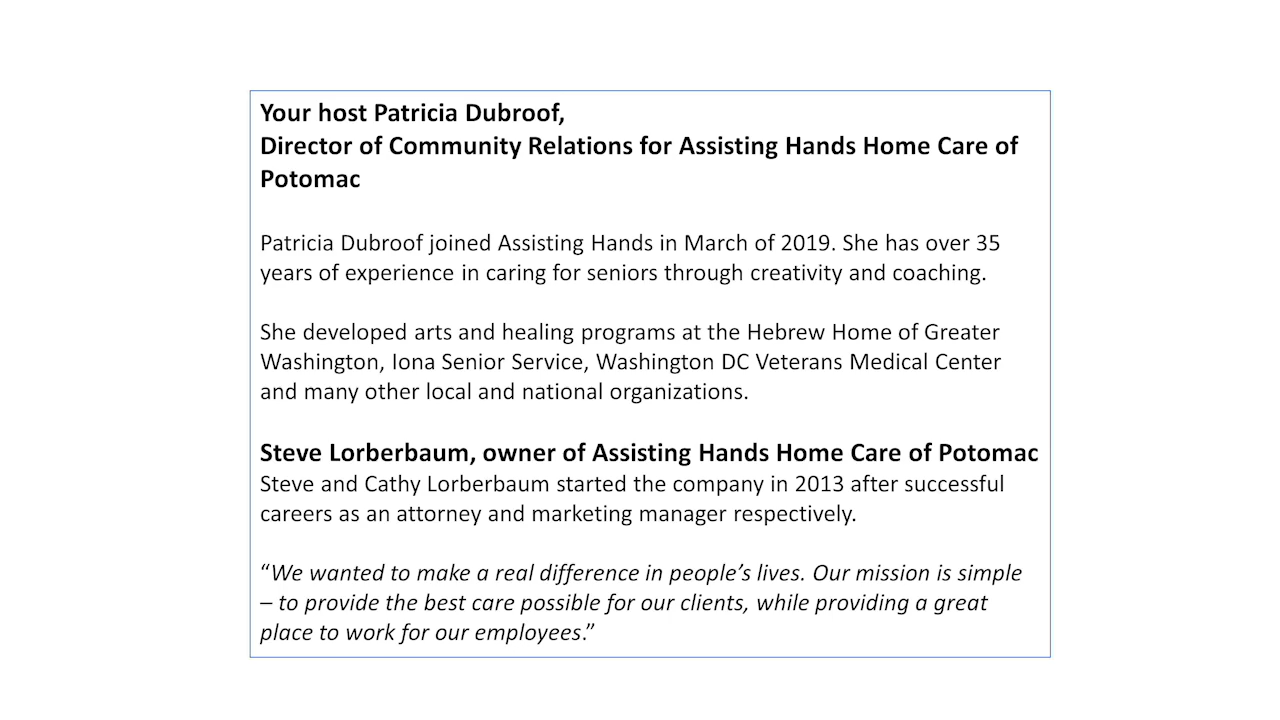 Your host Patricia Dubroof,
Director of Community Relations for Assisting Hands Home Care of
Potomac
Patricia Dubroof joined Assisting Hands in March of 2019. She has over 35
years of experience in caring for seniors through creativity and coaching.
She developed arts and healing programs at the Hebrew Home of Greater
Washington, Iona Senior Service, Washington DC Veterans Medical Center
and many other local and national organizations.
Steve Lorberbaum, owner of Assisting Hands Home Care of Potomac
Steve and Cathy Lorberbaum started the company in 2013 after successful
careers as an attorney and marketing manager respectively.
“We wanted to make a real difference in people’s lives. Our mission is simple
– to provide the best care possible for our clients, while providing a great
place to work for our employees.”